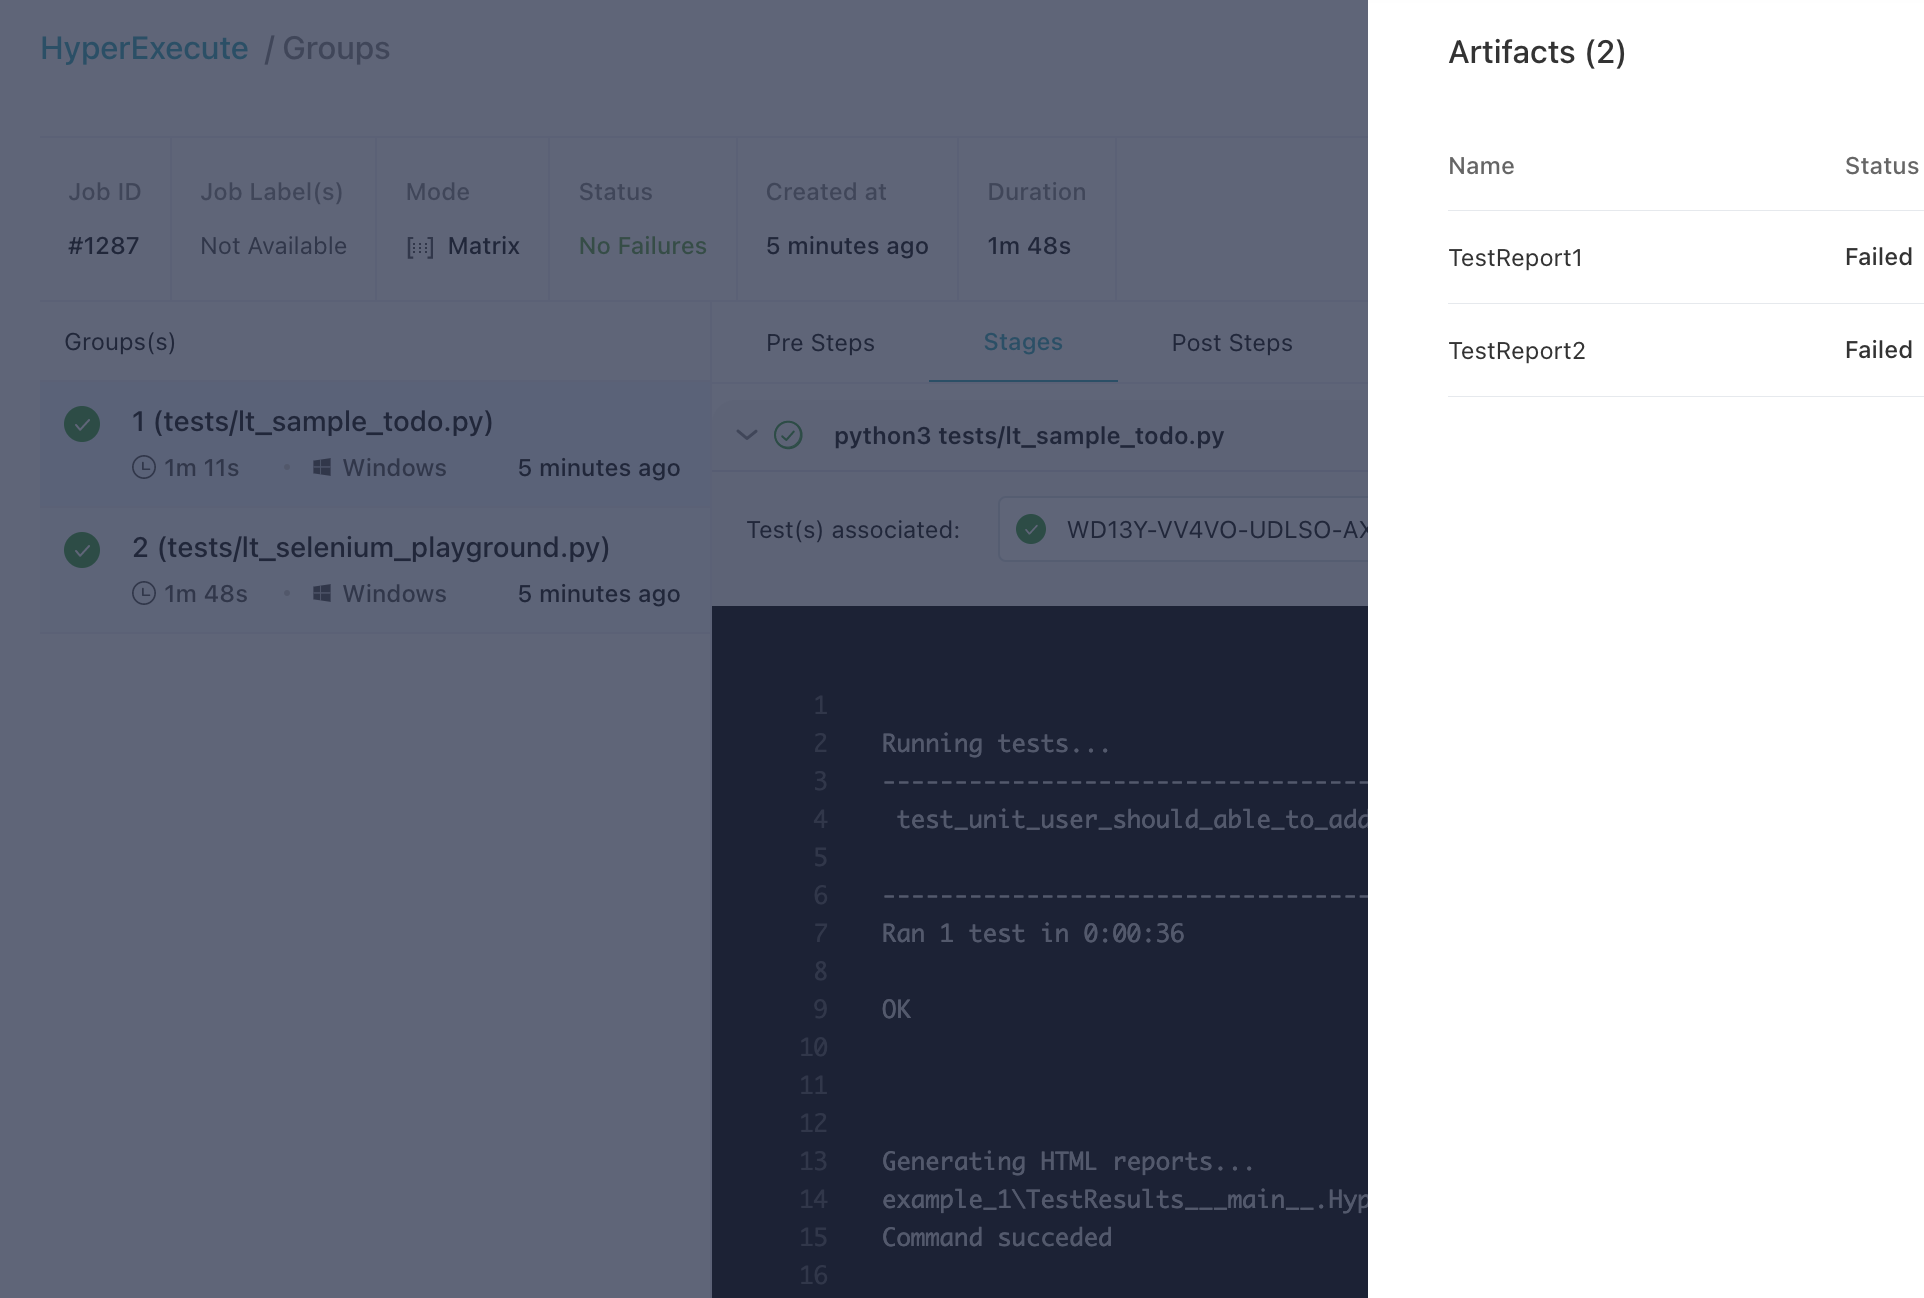 HyperExecute / Groups
Job ID
Job Label(s)
Mode
Status
Created at
Duration
#1287
Not Available
Matrix
No Failures
5 minutes ago
1m 48s
Groups(s)
1 (tests/lt_sample_todo.py)
1m 11s
Windows
5 minutes ago
2 (tests/lt_selenium_playground.py)
1m 48s
Windows
5 minutes ago
Pre Steps
Stages
Post Steps
python3 tests/lt_sample_todo.py
Test(s) associated:
WD13Y-VV4VO-UDLSO-AX
1
2 Running tests...
3 ----------------------------------
4 test_unit_user_should_able_to_add
5
6 ----------------------------------
7 Ran 1 test in 0:00:36
8
9 OK
10
11
12
13 Generating HTML reports...
14 example_1\TestResults___main__.Hyp
15 Command succeded
16
Artifacts (2)
Name
Status
TestReport1
Failed
TestReport2
Failed